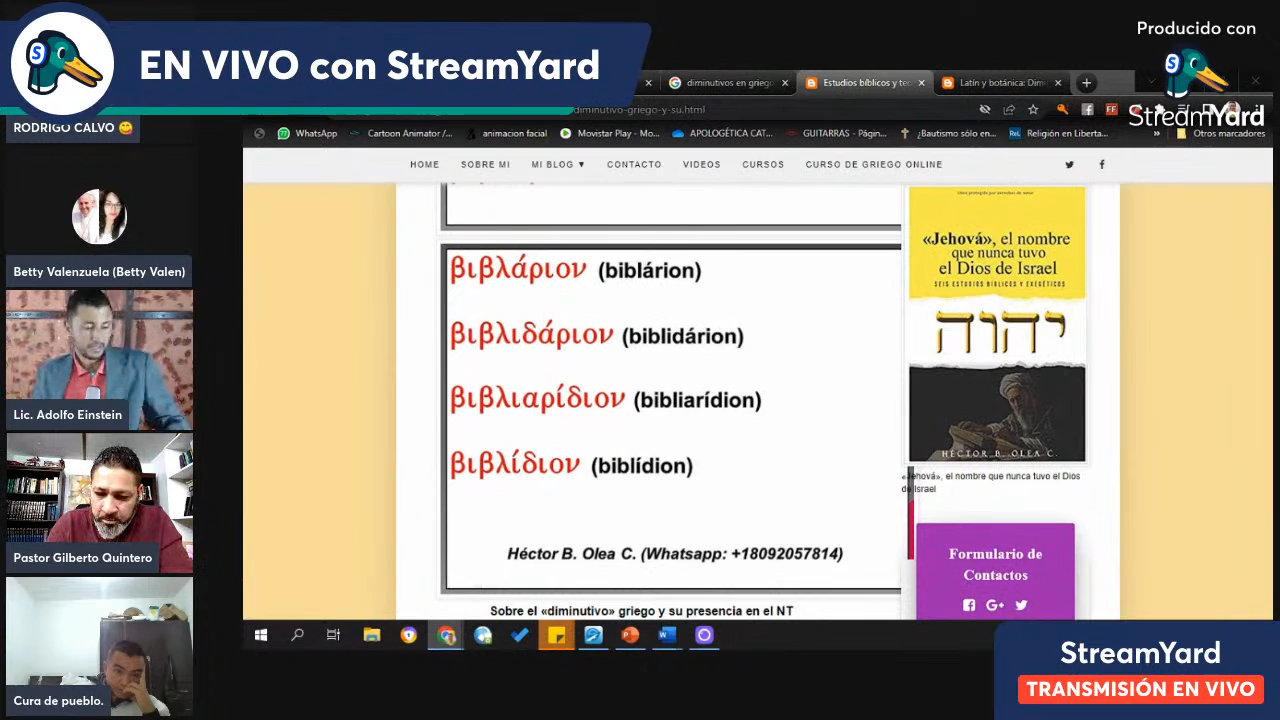 EN VIVO con StreamYard
Producido con
StreamYard
diminutivos en griego
Estudios bíblicos y teo
Latín y botánica: Dim
diminutivo-griego-y-su.html
RODRIGO CALVO 😋
WhatsApp
Cartoon Animator /...
animacion facial
Movistar Play - Mo...
APOLOGÉTICA CAT...
GUITARRAS - Págin...
¿Bautismo sólo en...
Religión en Liberta...
»
Otros marcadores
HOME
SOBRE MI
MI BLOG ▼
CONTACTO
VIDEOS
CURSOS
CURSO DE GRIEGO ONLINE
Betty Valenzuela (Betty Valen)
Lic. Adolfo Einstein
Pastor Gilberto Quintero
Cura de pueblo.
βιβλάριον (biblárion)
βιβλιδάριον (biblidárion)
βιβλιαρίδιον (bibliarídion)
βιβλίδιον (biblídion)
Héctor B. Olea C. (Whatsapp: +18092057814)
Sobre el «diminutivo» griego y su presencia en el NT
«Jehová», el nombre
que nunca tuvo
el Dios de Israel
SEIS ESTUDIOS BÍBLICOS Y EXEGÉTICOS
יהוה
HÉCTOR B. OLEA C.
«Jehová», el nombre que nunca tuvo el Dios
de Israel
Formulario de
Contactos
StreamYard
TRANSMISIÓN EN VIVO